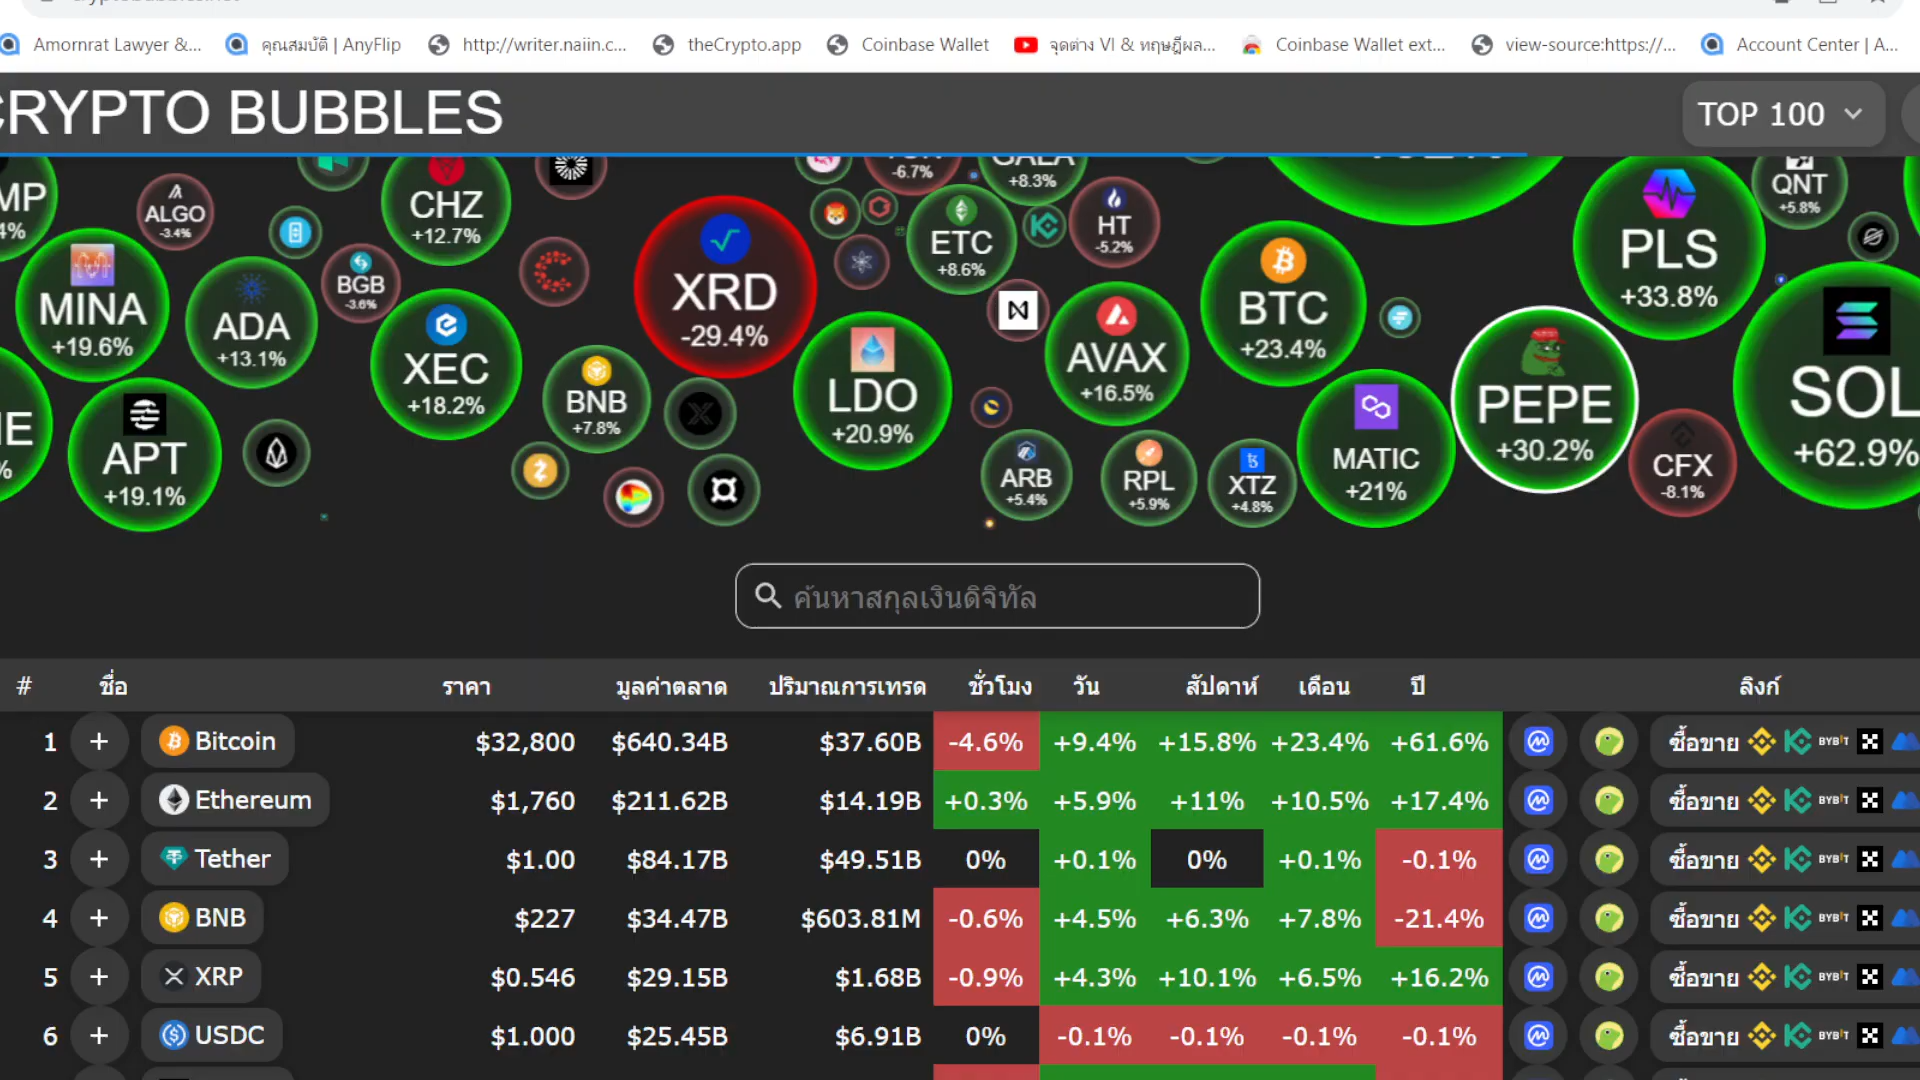 Amornrat Lawyer &... คุณสมบัติ | AnyFlip http://writer.naiin.c... theCrypto.app Coinbase Wallet จุดต่าง VI & ทฤษฎีผล... Coinbase Wallet ext... view-source:https://... Account Center | A...
CRYPTO BUBBLES TOP 100
-6.7%
GALA
+8.3%
CHZ
+12.7%
ALGO
-3.4%
QNT
+5.8%
HT
-5.2%
ETC
+8.6%
PLS
+33.8%
XRD
-29.4%
BGB
-3.6%
MINA
+19.6%
ADA
+13.1%
BTC
+23.4%
AVAX
+16.5%
XEC
+18.2%
BNB
+7.8%
LDO
+20.9%
PEPE
+30.2%
SOL
+62.9%
MATIC
+21%
CFX
-8.1%
APT
+19.1%
ARB
+5.4%
RPL
+5.9%
XTZ
+4.8%
ค้นหาสกุลเงินดิจิทัล
# ชื่อ ราคา มูลค่าตลาด ปริมาณการเทรด ชั่วโมง วัน สัปดาห์ เดือน ปี ลิงก์
1 + Bitcoin $32,800 $640.34B $37.60B -4.6% +9.4% +15.8% +23.4% +61.6% ซื้อขาย BYBIT
2 + Ethereum $1,760 $211.62B $14.19B +0.3% +5.9% +11% +10.5% +17.4% ซื้อขาย BYBIT
3 + Tether $1.00 $84.17B $49.51B 0% +0.1% 0% +0.1% -0.1% ซื้อขาย BYBIT
4 + BNB $227 $34.47B $603.81M -0.6% +4.5% +6.3% +7.8% -21.4% ซื้อขาย BYBIT
5 + XRP $0.546 $29.15B $1.68B -0.9% +4.3% +10.1% +6.5% +16.2% ซื้อขาย BYBIT
6 + USDC $1.000 $25.45B $6.91B 0% -0.1% -0.1% -0.1% -0.1% ซื้อขาย BYBIT